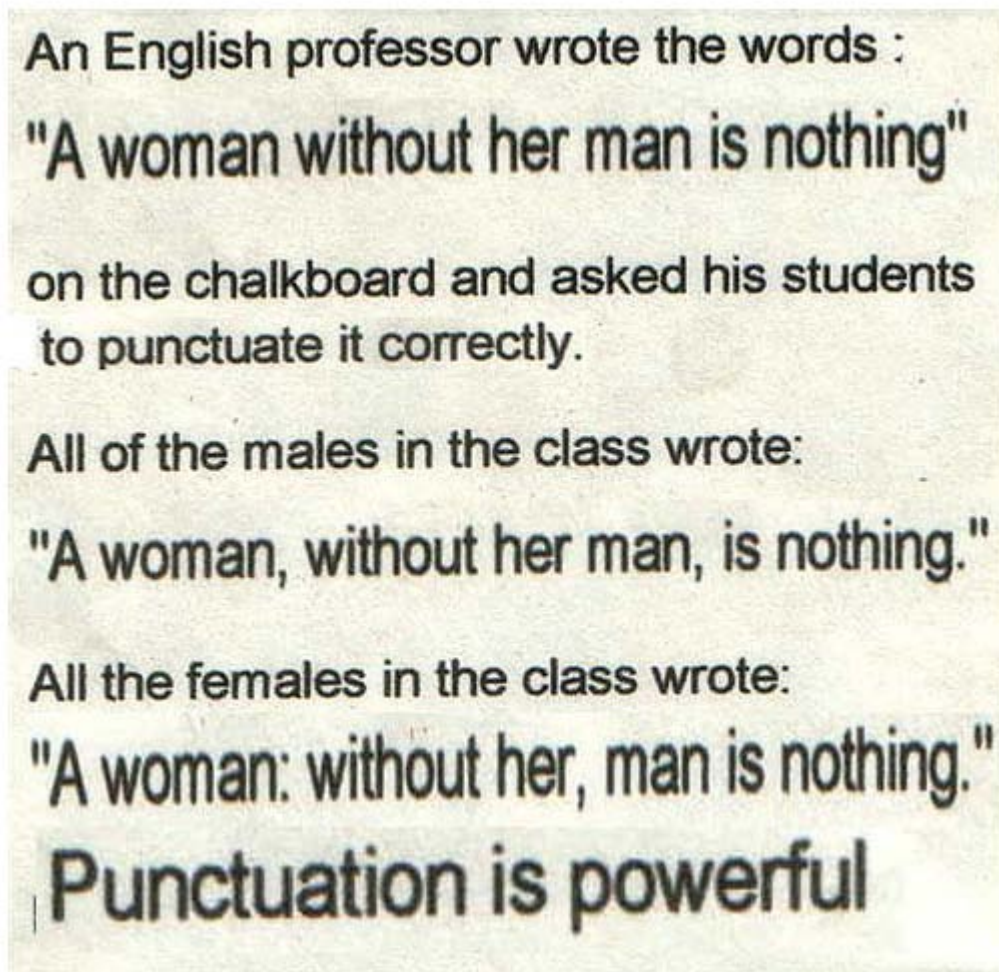 An English professor wrote the words :
"A woman without her man is nothing"
on the chalkboard and asked his students
to punctuate it correctly.
All of the males in the class wrote:
"A woman, without her man, is nothing."
All the females in the class wrote:
"A woman: without her, man is nothing."
Punctuation is powerful